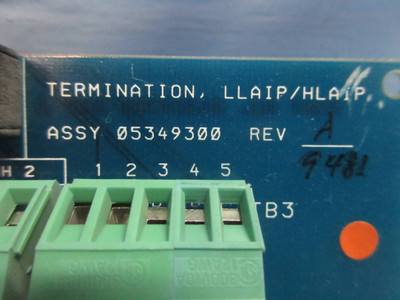 TERMINATION, LLAIP/HLAIP
ASSY 05349300 REV A
9481
H 2 1 2 3 4 5
TB3